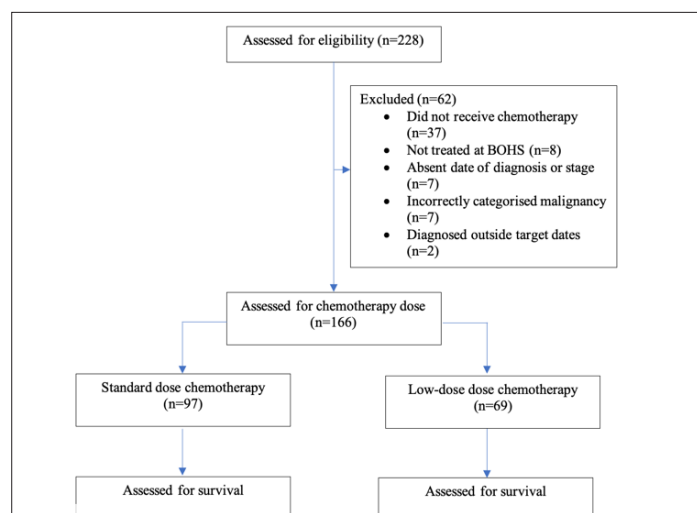 Assessed for eligibility (n=228)
Excluded (n=62)
• Did not receive chemotherapy
(n=37)
• Not treated at BOHS (n=8)
• Absent date of diagnosis or stage
(n=7)
• Incorrectly categorised malignancy
(n=7)
• Diagnosed outside target dates
(n=2)
Assessed for chemotherapy dose
(n=166)
Standard dose chemotherapy
(n=97)
Low-dose dose chemotherapy
(n=69)
Assessed for survival
Assessed for survival